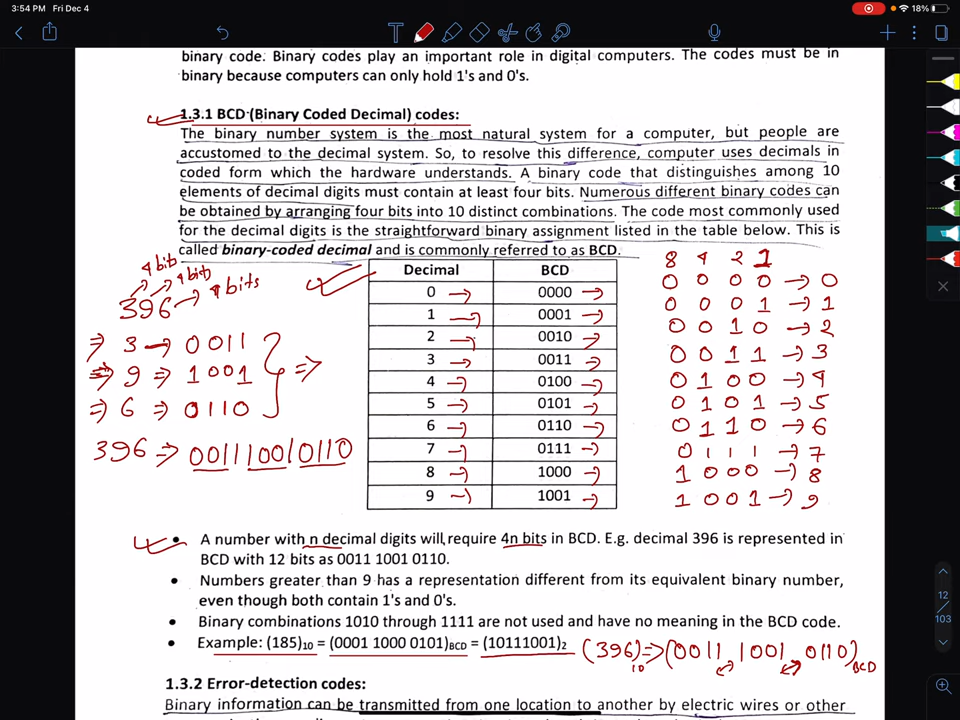 3:54 PM Fri Dec 4
18%
T
binary code. Binary codes play an important role in digital computers. The codes must be in
binary because computers can only hold 1's and 0's.
1.3.1 BCD (Binary Coded Decimal) codes:
The binary number system is the most natural system for a computer, but people are
accustomed to the decimal system. So, to resolve this difference, computer uses decimals in
coded form which the hardware understands. A binary code that distinguishes among 10
elements of decimal digits must contain at least four bits. Numerous different binary codes can
be obtained by arranging four bits into 10 distinct combinations. The code most commonly used
for the decimal digits is the straightforward binary assignment listed in the table below. This is
called binary-coded decimal and is commonly referred to as BCD.
4 bits
4 bits
396 → 4 bits
⇒ 3 → 0011
⇒ 9 ⇒ 1001 ⇒
⇒ 6 ⇒ 0110
396 ⇒ 001110010110
Decimal BCD
0 → 0000 →
1 → 0001 →
2 → 0010 →
3 → 0011 →
4 → 0100 →
5 → 0101 →
6 → 0110 →
7 → 0111 →
8 → 1000 →
9 → 1001 →
8 4 2 1
0 0 0 0 → 0
0 0 0 1 → 1
0 0 1 0 → 2
0 0 1 1 → 3
0 1 0 0 → 4
0 1 0 1 → 5
0 1 1 0 → 6
0 1 1 1 → 7
1 0 0 0 → 8
1 0 0 1 → 9
• A number with n decimal digits will require 4n bits in BCD. E.g. decimal 396 is represented in
BCD with 12 bits as 0011 1001 0110.
• Numbers greater than 9 has a representation different from its equivalent binary number,
even though both contain 1's and 0's.
• Binary combinations 1010 through 1111 are not used and have no meaning in the BCD code.
• Example: (185)10 = (0001 1000 0101)BCD = (10111001)2
(396)10 ⇒ (0011 1001 0110)BCD
1.3.2 Error-detection codes:
Binary information can be transmitted from one location to another by electric wires or other
12
103